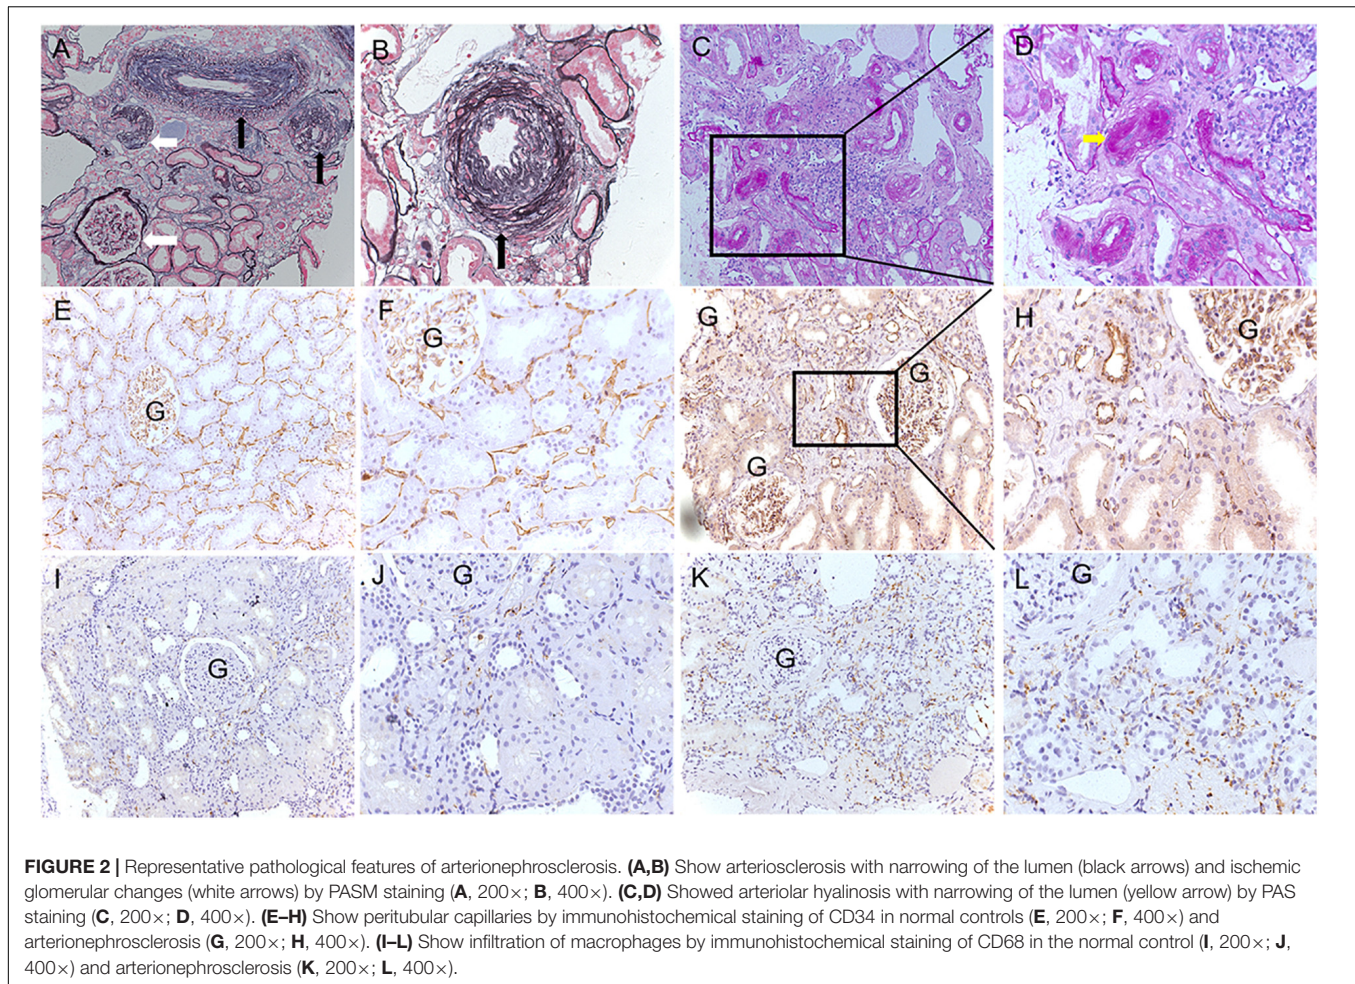 A B C D
E F G H
G G G G G
I J K L
G G G G
FIGURE 2 | Representative pathological features of arterionephrosclerosis. (A,B) Show arteriosclerosis with narrowing of the lumen (black arrows) and ischemic
glomerular changes (white arrows) by PASM staining (A, 200×; B, 400×). (C,D) Showed arteriolar hyalinosis with narrowing of the lumen (yellow arrow) by PAS
staining (C, 200×; D, 400×). (E–H) Show peritubular capillaries by immunohistochemical staining of CD34 in normal controls (E, 200×; F, 400×) and
arterionephrosclerosis (G, 200×; H, 400×). (I–L) Show infiltration of macrophages by immunohistochemical staining of CD68 in the normal control (I, 200×; J,
400×) and arterionephrosclerosis (K, 200×; L, 400×).